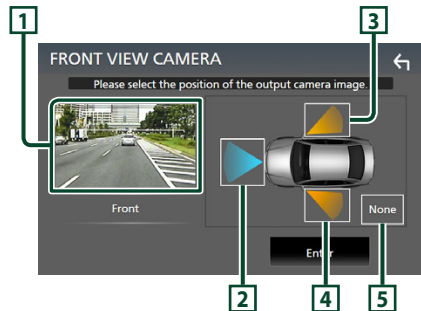 1
3
FRONT VIEW CAMERA
Please select the position of the output camera image.
Front
None
Enter
2
4
5